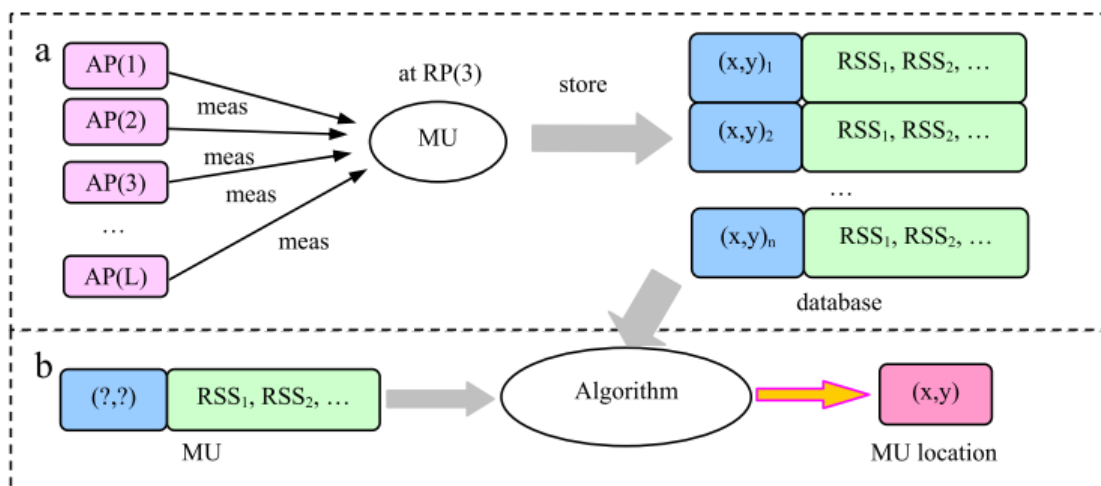 a
AP(1)
AP(2)
AP(3)
…
AP(L)
meas
meas
meas
meas
at RP(3)
MU
store
(x,y)₁ RSS₁, RSS₂, …
(x,y)₂ RSS₁, RSS₂, …
…
(x,y)ₙ RSS₁, RSS₂, …
database
b
(?,?) RSS₁, RSS₂, …
MU
Algorithm
(x,y)
MU location